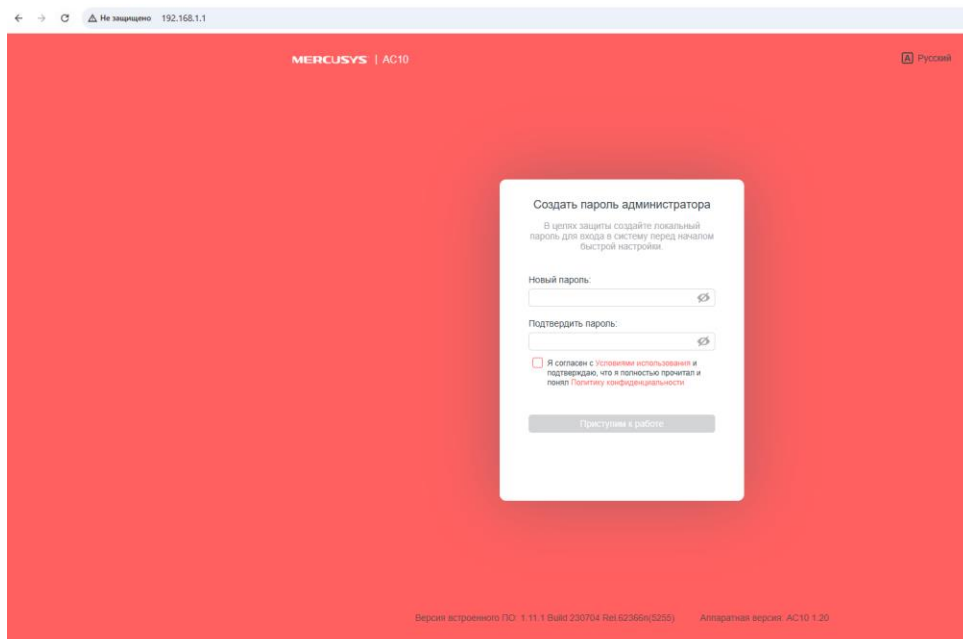 Не защищено 192.168.1.1
MERCUSYS | AC10
Русский
Создать пароль администратора
В целях защиты создайте локальный
пароль для входа в систему перед началом
быстрой настройки.
Новый пароль:
Подтвердить пароль:
Я согласен с Условиями использования и
подтверждаю, что я полностью прочитал и
понял Политику конфиденциальности
Приступим к работе
Версия встроенного ПО: 1.11.1 Build 230704 Rel.62366n(5255) Аппаратная версия: AC10 1.20